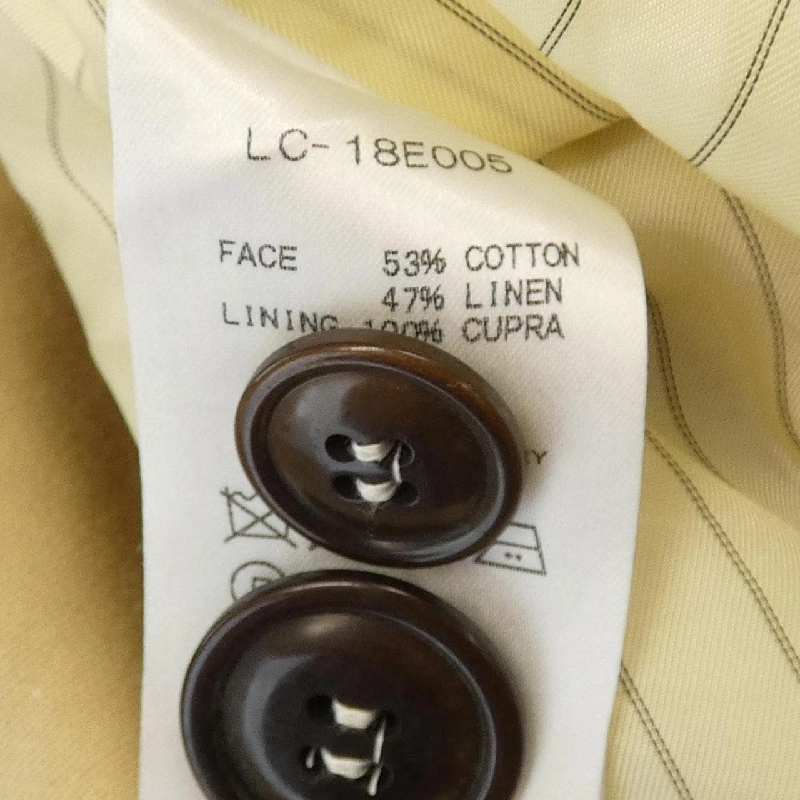 LC-18E005
FACE 53% COTTON
47% LINEN
LINING 100% CUPRA